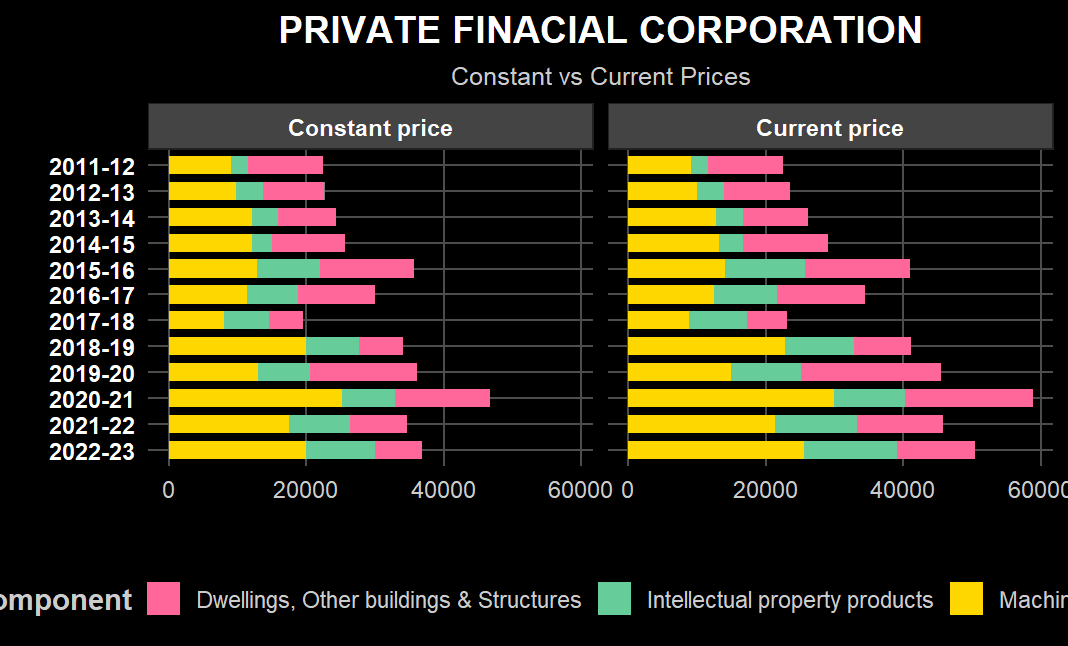 PRIVATE FINACIAL CORPORATION
Constant vs Current Prices
Constant price Current price
2011-12
2012-13
2013-14
2014-15
2015-16
2016-17
2017-18
2018-19
2019-20
2020-21
2021-22
2022-23
0 20000 40000 60000 0 20000 40000 60000
omponent Dwellings, Other buildings & Structures Intellectual property products Machin